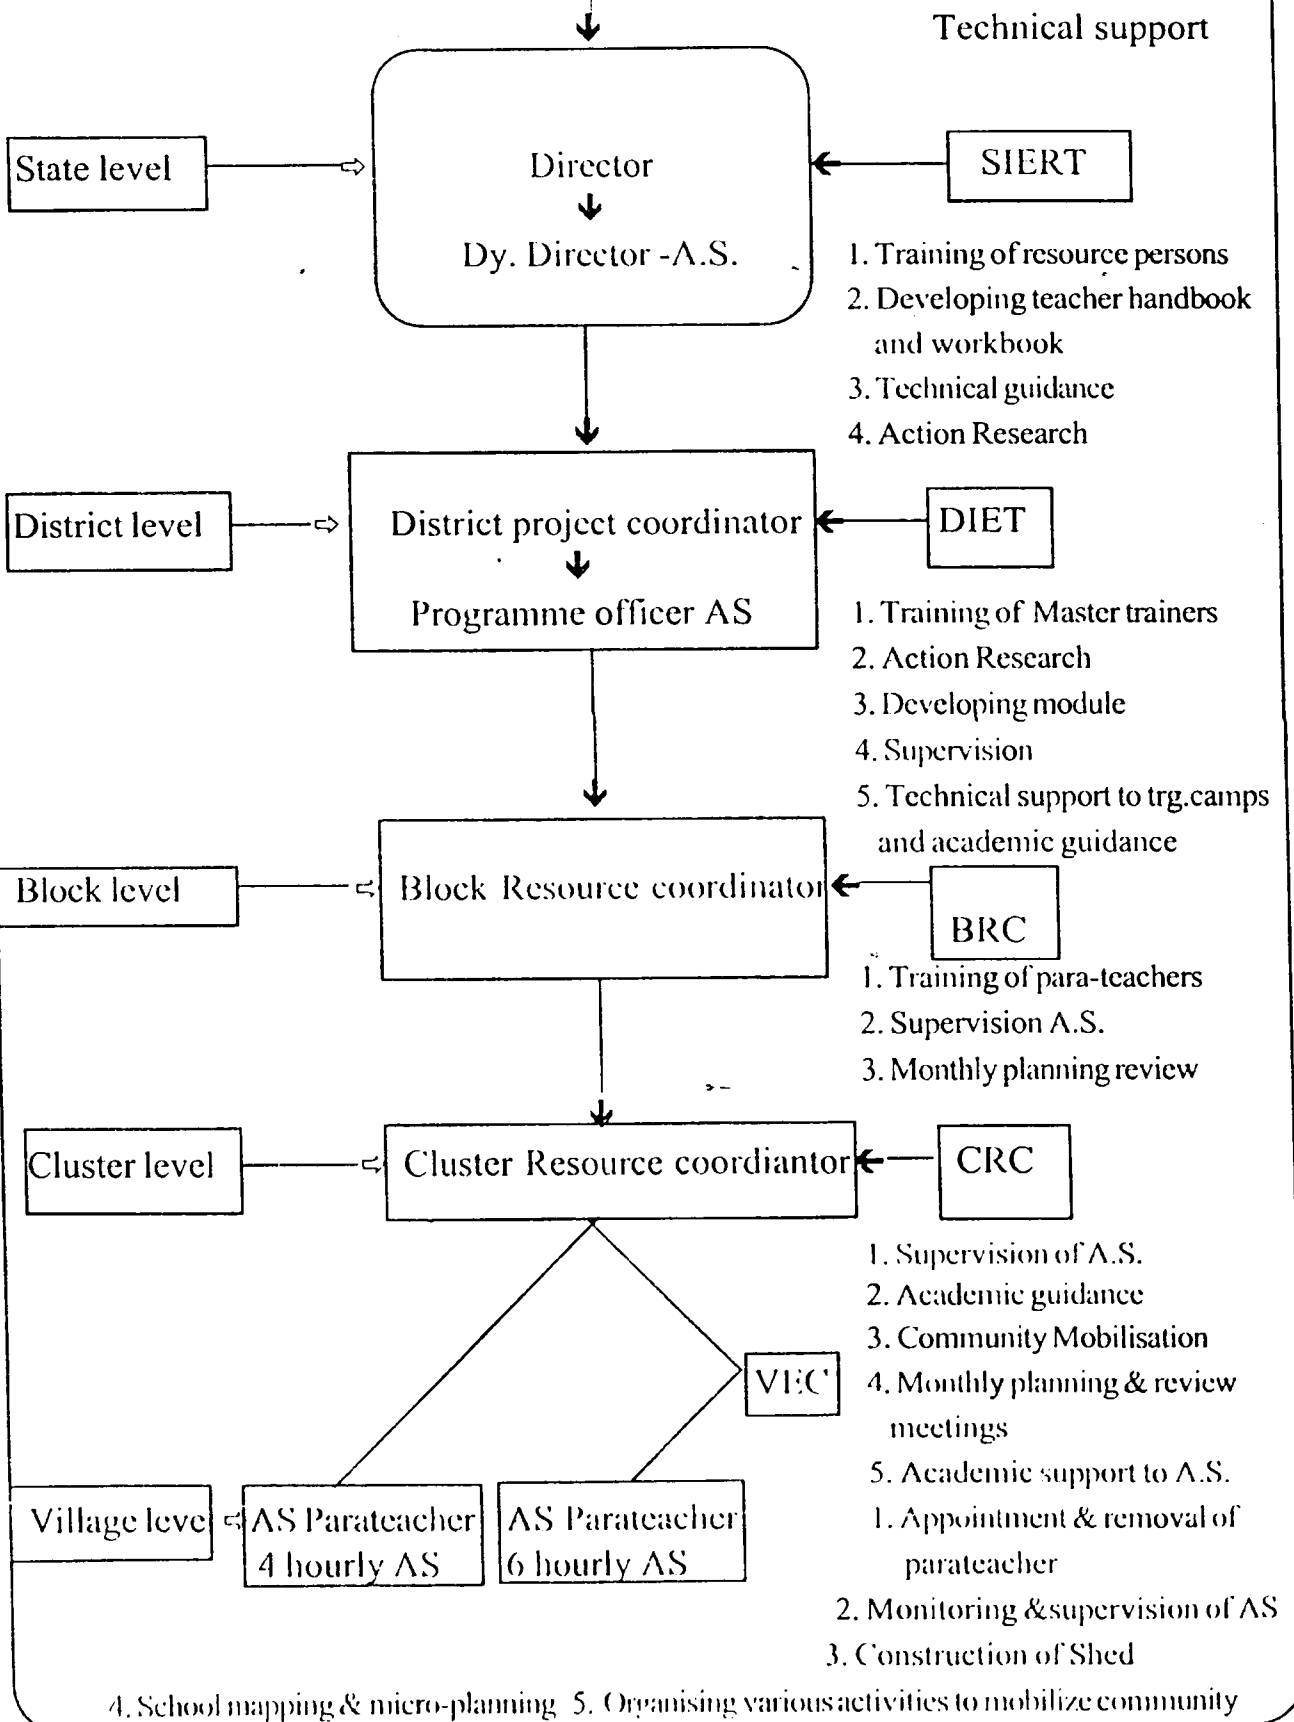 Technical support
State level
Director
Dy. Director -A.S.
SIERT
1. Training of resource persons
2. Developing teacher handbook
and workbook
3. Technical guidance
4. Action Research
District level
District project coordinator
Programme officer AS
DIET
1. Training of Master trainers
2. Action Research
3. Developing module
4. Supervision
5. Technical support to trg.camps
and academic guidance
Block level
Block Resource coordinator
BRC
1. Training of para-teachers
2. Supervision A.S.
3. Monthly planning review
Cluster level
Cluster Resource coordiantor
CRC
1. Supervision of A.S.
2. Academic guidance
3. Community Mobilisation
4. Monthly planning & review
meetings
5. Academic support to A.S.
VEC
Village level
AS Parateacher
4 hourly AS
AS Parateacher
6 hourly AS
1. Appointment & removal of
parateacher
2. Monitoring &supervision of AS
3. Construction of Shed
4. School mapping & micro-planning 5. Organising various activities to mobilize community